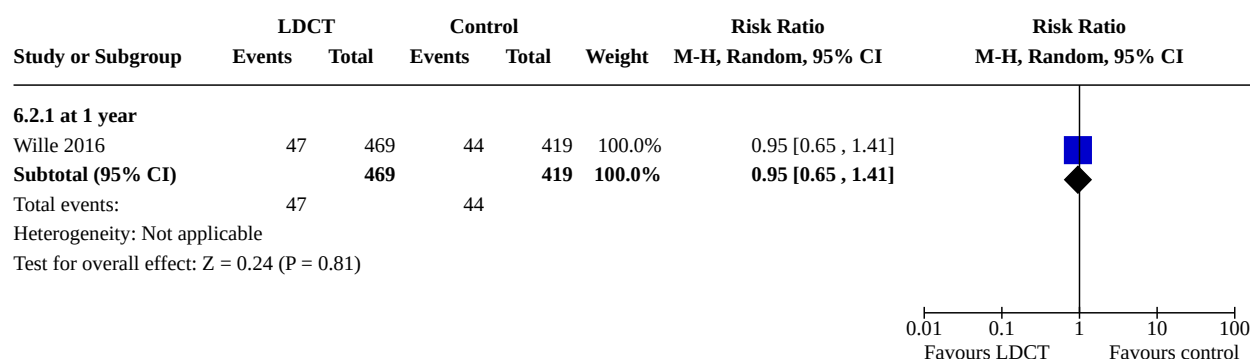 LDCT Control Risk Ratio Risk Ratio
Study or Subgroup Events Total Events Total Weight M-H, Random, 95% CI M-H, Random, 95% CI
6.2.1 at 1 year
Wille 2016 47 469 44 419 100.0% 0.95 [0.65 , 1.41]
Subtotal (95% CI) 469 419 100.0% 0.95 [0.65 , 1.41]
Total events: 47 44
Heterogeneity: Not applicable
Test for overall effect: Z = 0.24 (P = 0.81)
0.01 0.1 1 10 100
Favours LDCT Favours control